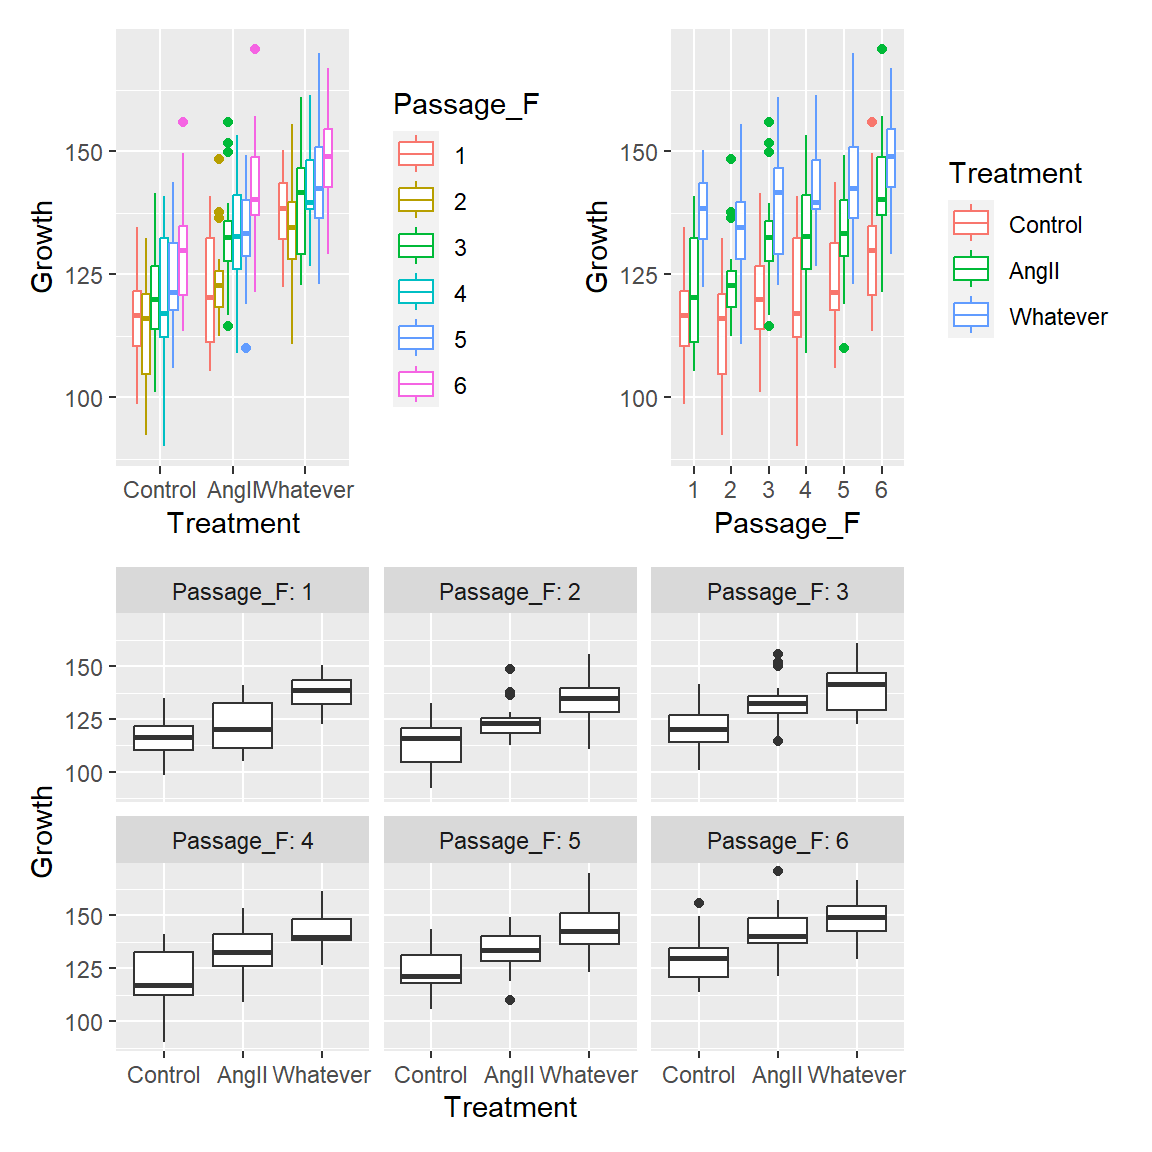 Growth
150
125
100
Control AngII Whatever
Treatment
Passage_F
1
2
3
4
5
6
Growth
150
125
100
1 2 3 4 5 6
Passage_F
Treatment
Control
AngII
Whatever
Growth
Passage_F: 1 Passage_F: 2 Passage_F: 3
150
125
100
Passage_F: 4 Passage_F: 5 Passage_F: 6
150
125
100
Control AngII Whatever Control AngII Whatever Control AngII Whatever
Treatment